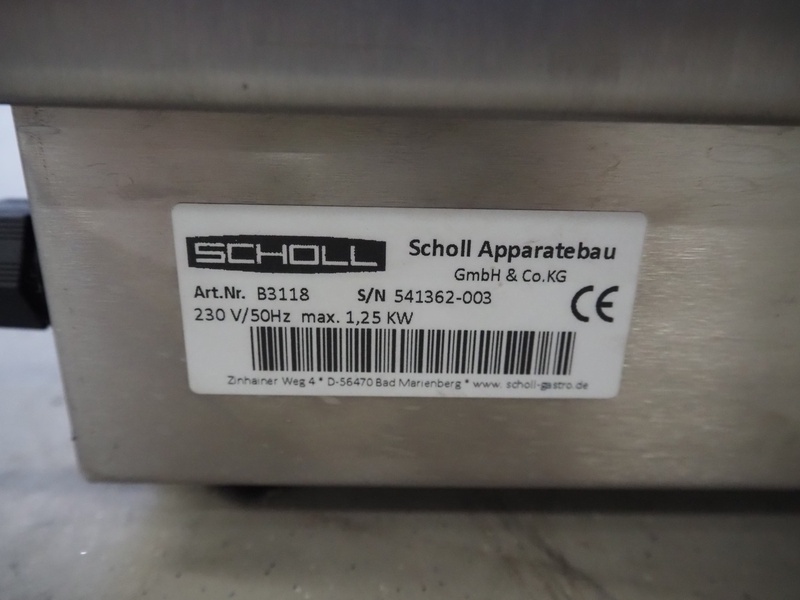 SCHOLL
Scholl Apparatebau
GmbH & Co.KG
Art.Nr. B3118 S/N 541362-003
CE
230 V/50Hz max. 1,25 KW
Zinhainer Weg 4 * D-56470 Bad Marienberg * www. scholl-gastro.de